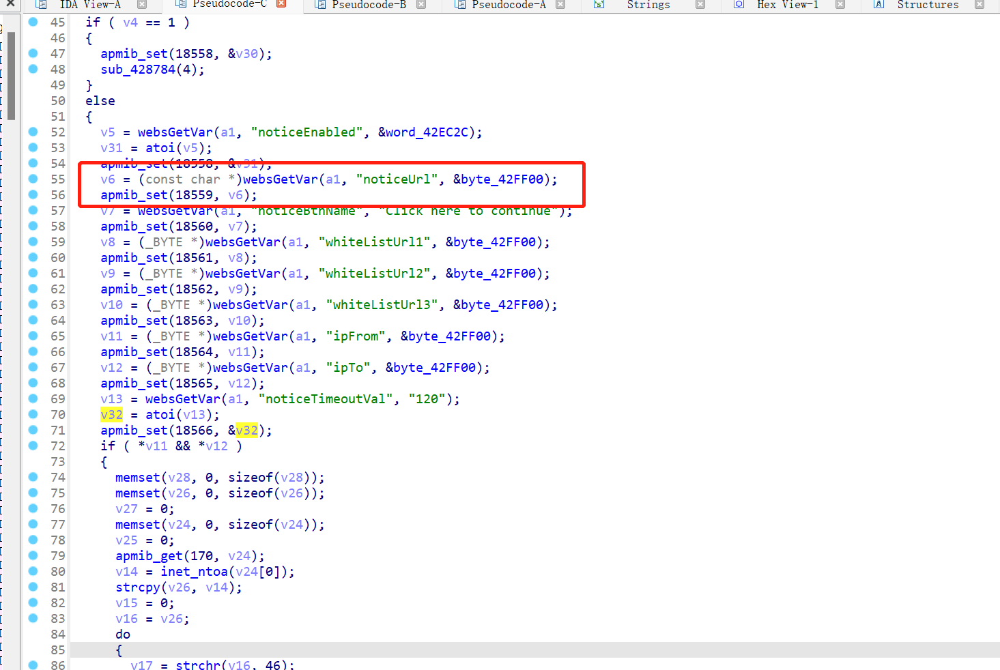 IDA View-A Pseudocode-C Pseudocode-B Pseudocode-A Strings Hex View-1 Structures
45 if ( v4 == 1 )
46 {
47 apmib_set(18558, &v30);
48 sub_428784(4);
49 }
50 else
51 {
52 v5 = websGetVar(a1, "noticeEnabled", &word_42EC2C);
53 v31 = atoi(v5);
54 apmib_set(18558, &v31);
55 v6 = (const char *)websGetVar(a1, "noticeUrl", &byte_42FF00);
56 apmib_set(18559, v6);
57 v7 = websGetVar(a1, "noticeBtnName", "Click here to continue");
58 apmib_set(18560, v7);
59 v8 = (_BYTE *)websGetVar(a1, "whiteListUrl1", &byte_42FF00);
60 apmib_set(18561, v8);
61 v9 = (_BYTE *)websGetVar(a1, "whiteListUrl2", &byte_42FF00);
62 apmib_set(18562, v9);
63 v10 = (_BYTE *)websGetVar(a1, "whiteListUrl3", &byte_42FF00);
64 apmib_set(18563, v10);
65 v11 = (_BYTE *)websGetVar(a1, "ipFrom", &byte_42FF00);
66 apmib_set(18564, v11);
67 v12 = (_BYTE *)websGetVar(a1, "ipTo", &byte_42FF00);
68 apmib_set(18565, v12);
69 v13 = websGetVar(a1, "noticeTimeoutVal", "120");
70 v32 = atoi(v13);
71 apmib_set(18566, &v32);
72 if ( *v11 && *v12 )
73 {
74 memset(v28, 0, sizeof(v28));
75 memset(v26, 0, sizeof(v26));
76 v27 = 0;
77 memset(v24, 0, sizeof(v24));
78 v25 = 0;
79 apmib_get(170, v24);
80 v14 = inet_ntoa(v24[0]);
81 strcpy(v26, v14);
82 v15 = 0;
83 v16 = v26;
84 do
85 {
86 v17 = strchr(v16, 46);